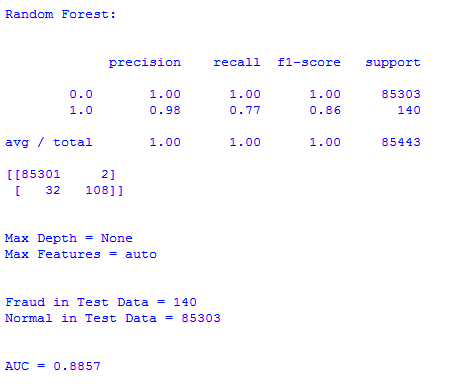 Random Forest:
precision recall f1-score support
0.0 1.00 1.00 1.00 85303
1.0 0.98 0.77 0.86 140
avg / total 1.00 1.00 1.00 85443
[[85301 2]
[ 32 108]]
Max Depth = None
Max Features = auto
Fraud in Test Data = 140
Normal in Test Data = 85303
AUC = 0.8857